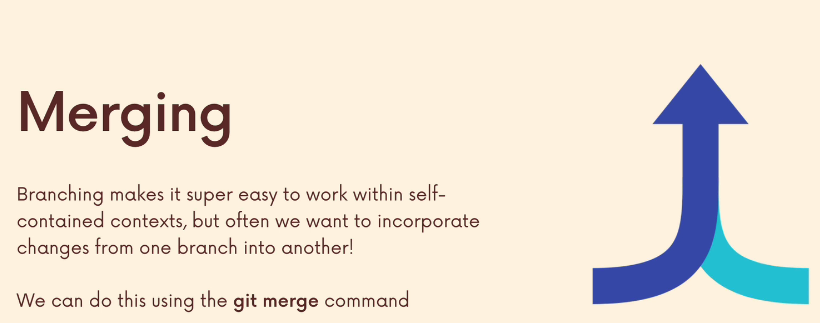 Merging
Branching makes it super easy to work within self-
contained contexts, but often we want to incorporate
changes from one branch into another!
We can do this using the git merge command